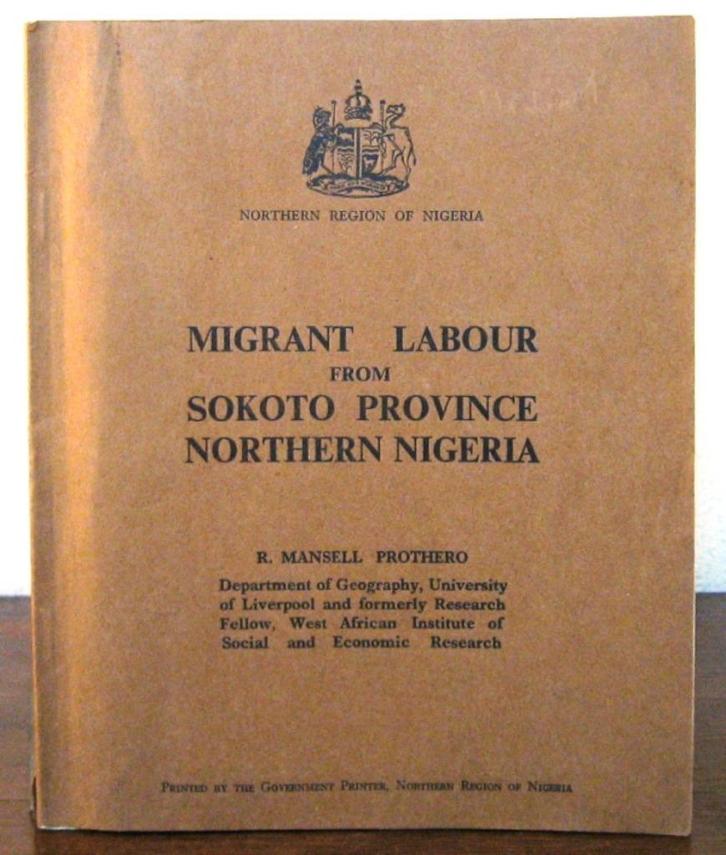 NORTHERN REGION OF NIGERIA
MIGRANT LABOUR
FROM
SOKOTO PROVINCE
NORTHERN NIGERIA
R. MANSELL PROTHERO
Department of Geography, University
of Liverpool and formerly Research
Fellow, West African Institute of
Social and Economic Research
PRINTED BY THE GOVERNMENT PRINTER, NORTHERN REGION OF NIGERIA